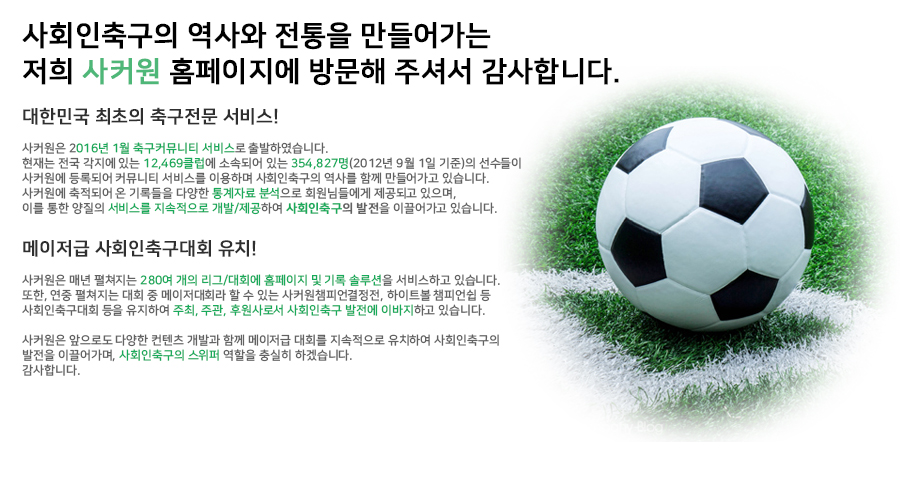 사회인축구의 역사와 전통을 만들어가는
저희 사커원 홈페이지에 방문해 주셔서 감사합니다.
대한민국 최초의 축구전문 서비스!
사커원은 2016년 1월 축구커뮤니티 서비스로 출발하였습니다.
현재는 전국 각지에 있는 12,469클럽에 소속되어 있는 354,827명(2012년 9월 1일 기준)의 선수들이
사커원에 등록되어 커뮤니티 서비스를 이용하며 사회인축구의 역사를 함께 만들어가고 있습니다.
사커원에 축적되어 온 기록들을 다양한 통계자료 분석으로 회원님들에게 제공되고 있으며,
이를 통한 양질의 서비스를 지속적으로 개발/제공하여 사회인축구의 발전을 이끌어가고 있습니다.
메이저급 사회인축구대회 유치!
사커원은 매년 펼쳐지는 280여 개의 리그/대회에 홈페이지 및 기록 솔루션을 서비스하고 있습니다.
또한, 연중 펼쳐지는 대회 중 메이저대회라 할 수 있는 사커원챔피언결정전, 하이트볼 챔피언쉽 등
사회인축구대회 등을 유지하여 주최, 주관, 후원사로서 사회인축구 발전에 이바지하고 있습니다.
사커원은 앞으로도 다양한 컨텐츠 개발과 함께 메이저급 대회를 지속적으로 유치하여 사회인축구의
발전을 이끌어가며, 사회인축구의 스위퍼 역할을 충실히 하겠습니다.
감사합니다.